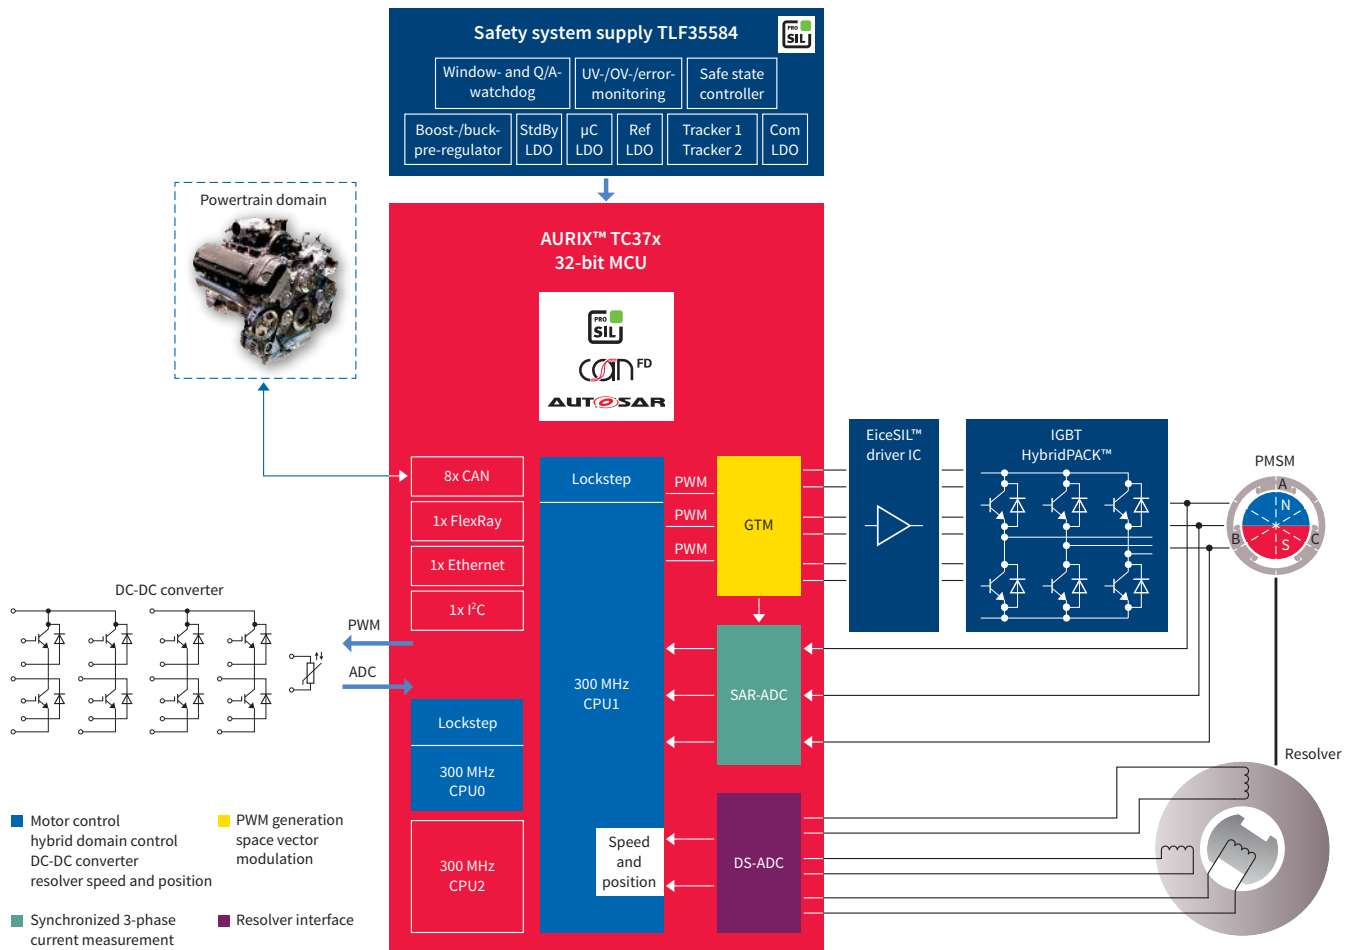 Safety system supply TLF35584
PRO
SIL
Window- and Q/A-
watchdog
UV-/OV-/error-
monitoring
Safe state
controller
Boost-/buck-
pre-regulator
StdBy
LDO
µC
LDO
Ref
LDO
Tracker 1
Tracker 2
Com
LDO
Powertrain domain
AURIX™ TC37x
32-bit MCU
PRO
SIL
CAN FD
AUTOSAR
8x CAN
1x FlexRay
1x Ethernet
1x I²C
Lockstep
300 MHz
CPU1
PWM
PWM
PWM
GTM
EiceSIL™
driver IC
IGBT
HybridPACK™
PMSM
A
N
B
C
S
DC-DC converter
PWM
ADC
Lockstep
300 MHz
CPU0
300 MHz
CPU2
SAR-ADC
Speed
and
position
DS-ADC
Resolver
Motor control
hybrid domain control
DC-DC converter
resolver speed and position
PWM generation
space vector
modulation
Synchronized 3-phase
current measurement
Resolver interface